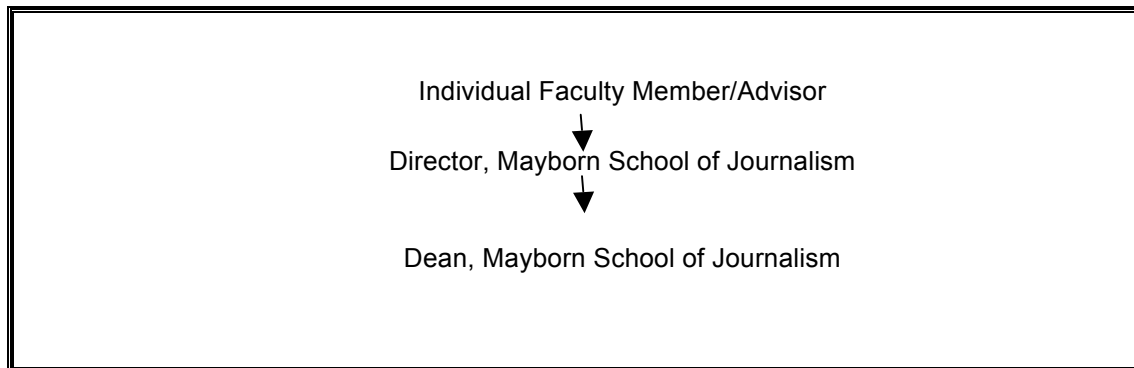 Individual Faculty Member/Advisor
Director, Mayborn School of Journalism
Dean, Mayborn School of Journalism